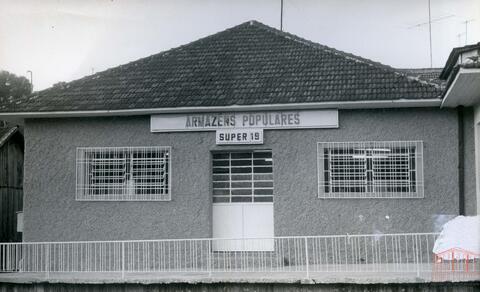 ARMAZENS POPULARES
SUPER 19